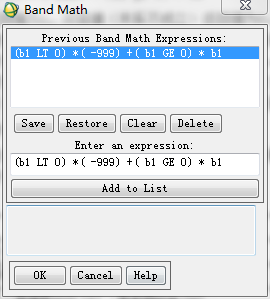 Band Math
Previous Band Math Expressions:
(b1 LT 0) *( -999) +( b1 GE 0) * b1
Save Restore Clear Delete
Enter an expression:
(b1 LT 0) *( -999) +( b1 GE 0) * b1
Add to List
OK Cancel Help